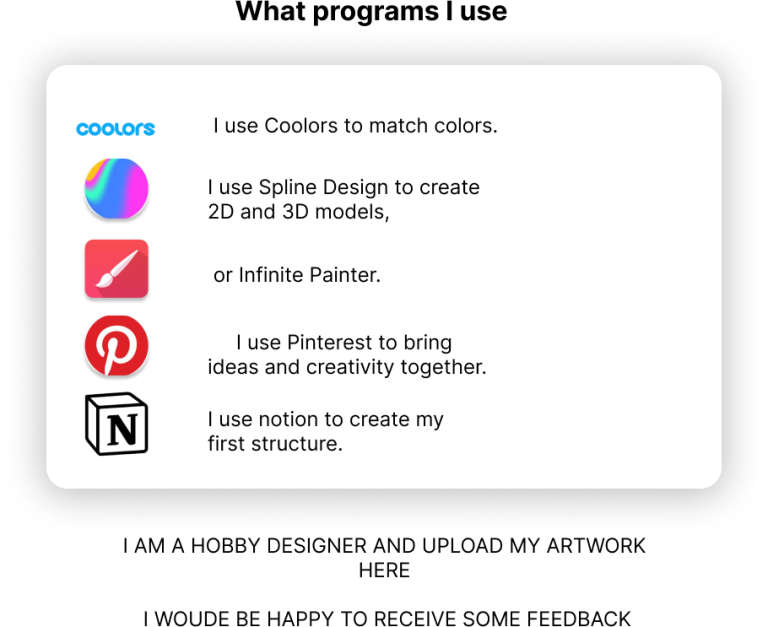 What programs I use
coolors
I use Coolors to match colors.
I use Spline Design to create
2D and 3D models,
or Infinite Painter.
I use Pinterest to bring
ideas and creativity together.
N
I use notion to create my
first structure.
I AM A HOBBY DESIGNER AND UPLOAD MY ARTWORK
HERE
I WOUDE BE HAPPY TO RECEIVE SOME FEEDBACK